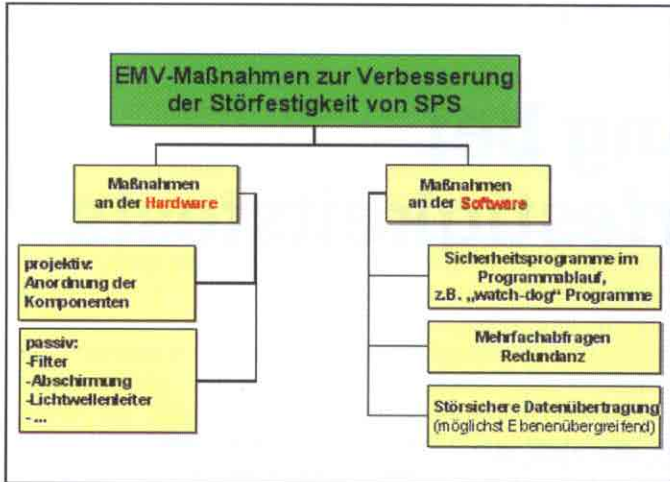 EMV-Maßnahmen zur Verbesserung
der Störfestigkeit von SPS
Maßnahmen
an der Hardware
projektiv:
Anordnung der
Komponenten
passiv:
-Filter
-Abschirmung
-Lichtwellenleiter
- ...
Maßnahmen
an der Software
Sicherheitsprogramme im
Programmablauf,
z.B. „watch-dog“ Programme
Mehrfachabfragen
Redundanz
Störsichere Datenübertragung
(möglichst Ebenenübergreifend)